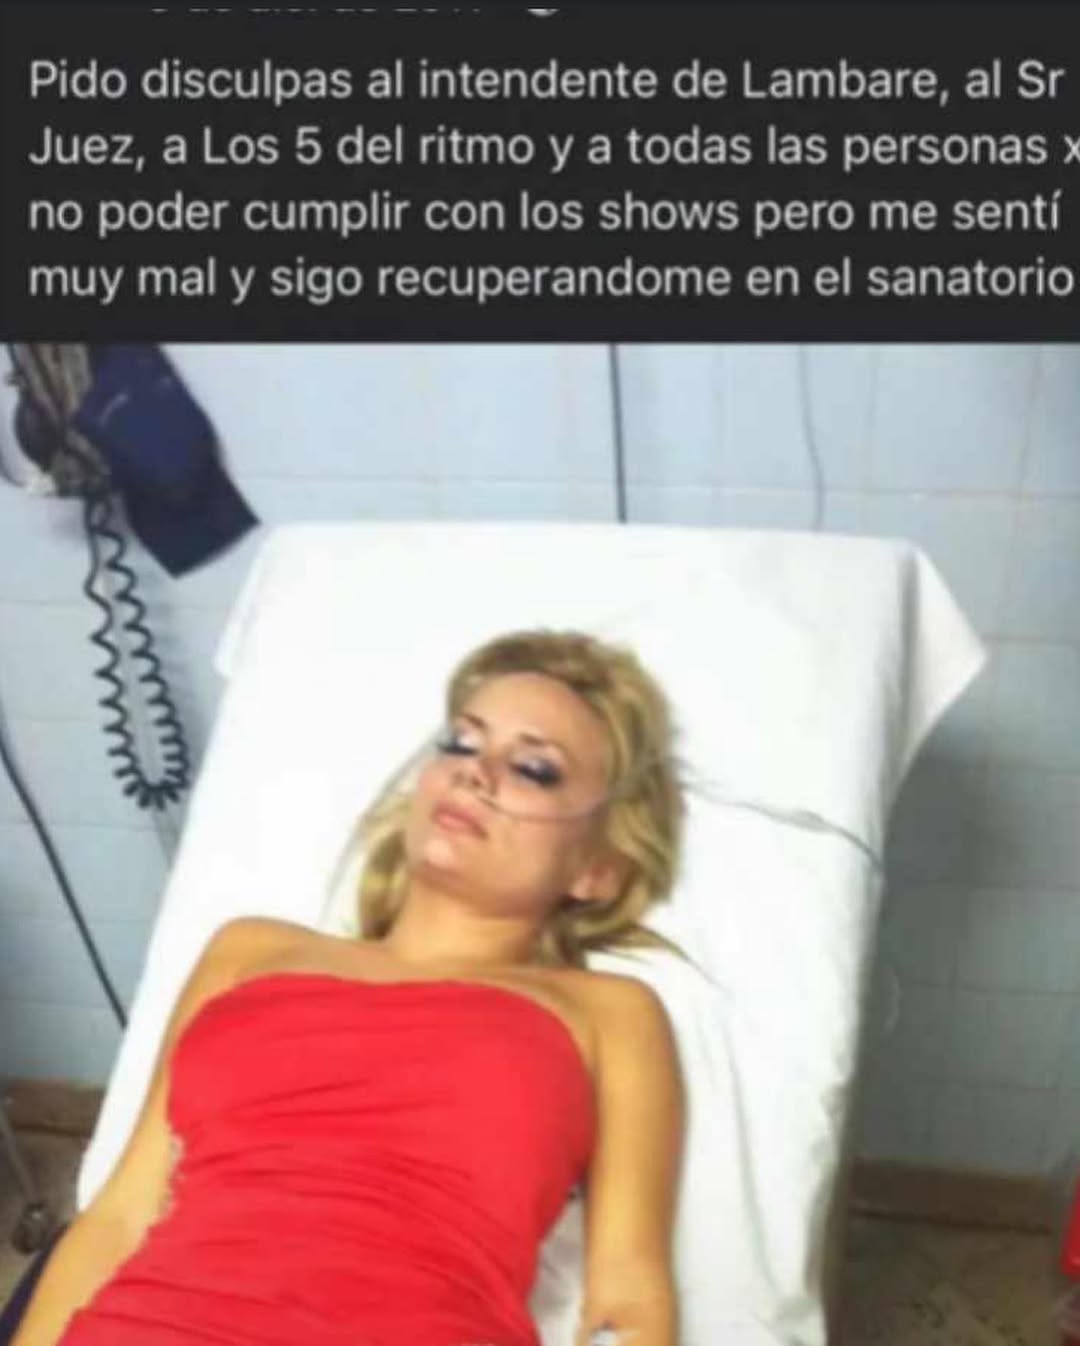 Pido disculpas al intendente de Lambare, al Sr
Juez, a Los 5 del ritmo y a todas las personas x
no poder cumplir con los shows pero me sentí
muy mal y sigo recuperandome en el sanatorio